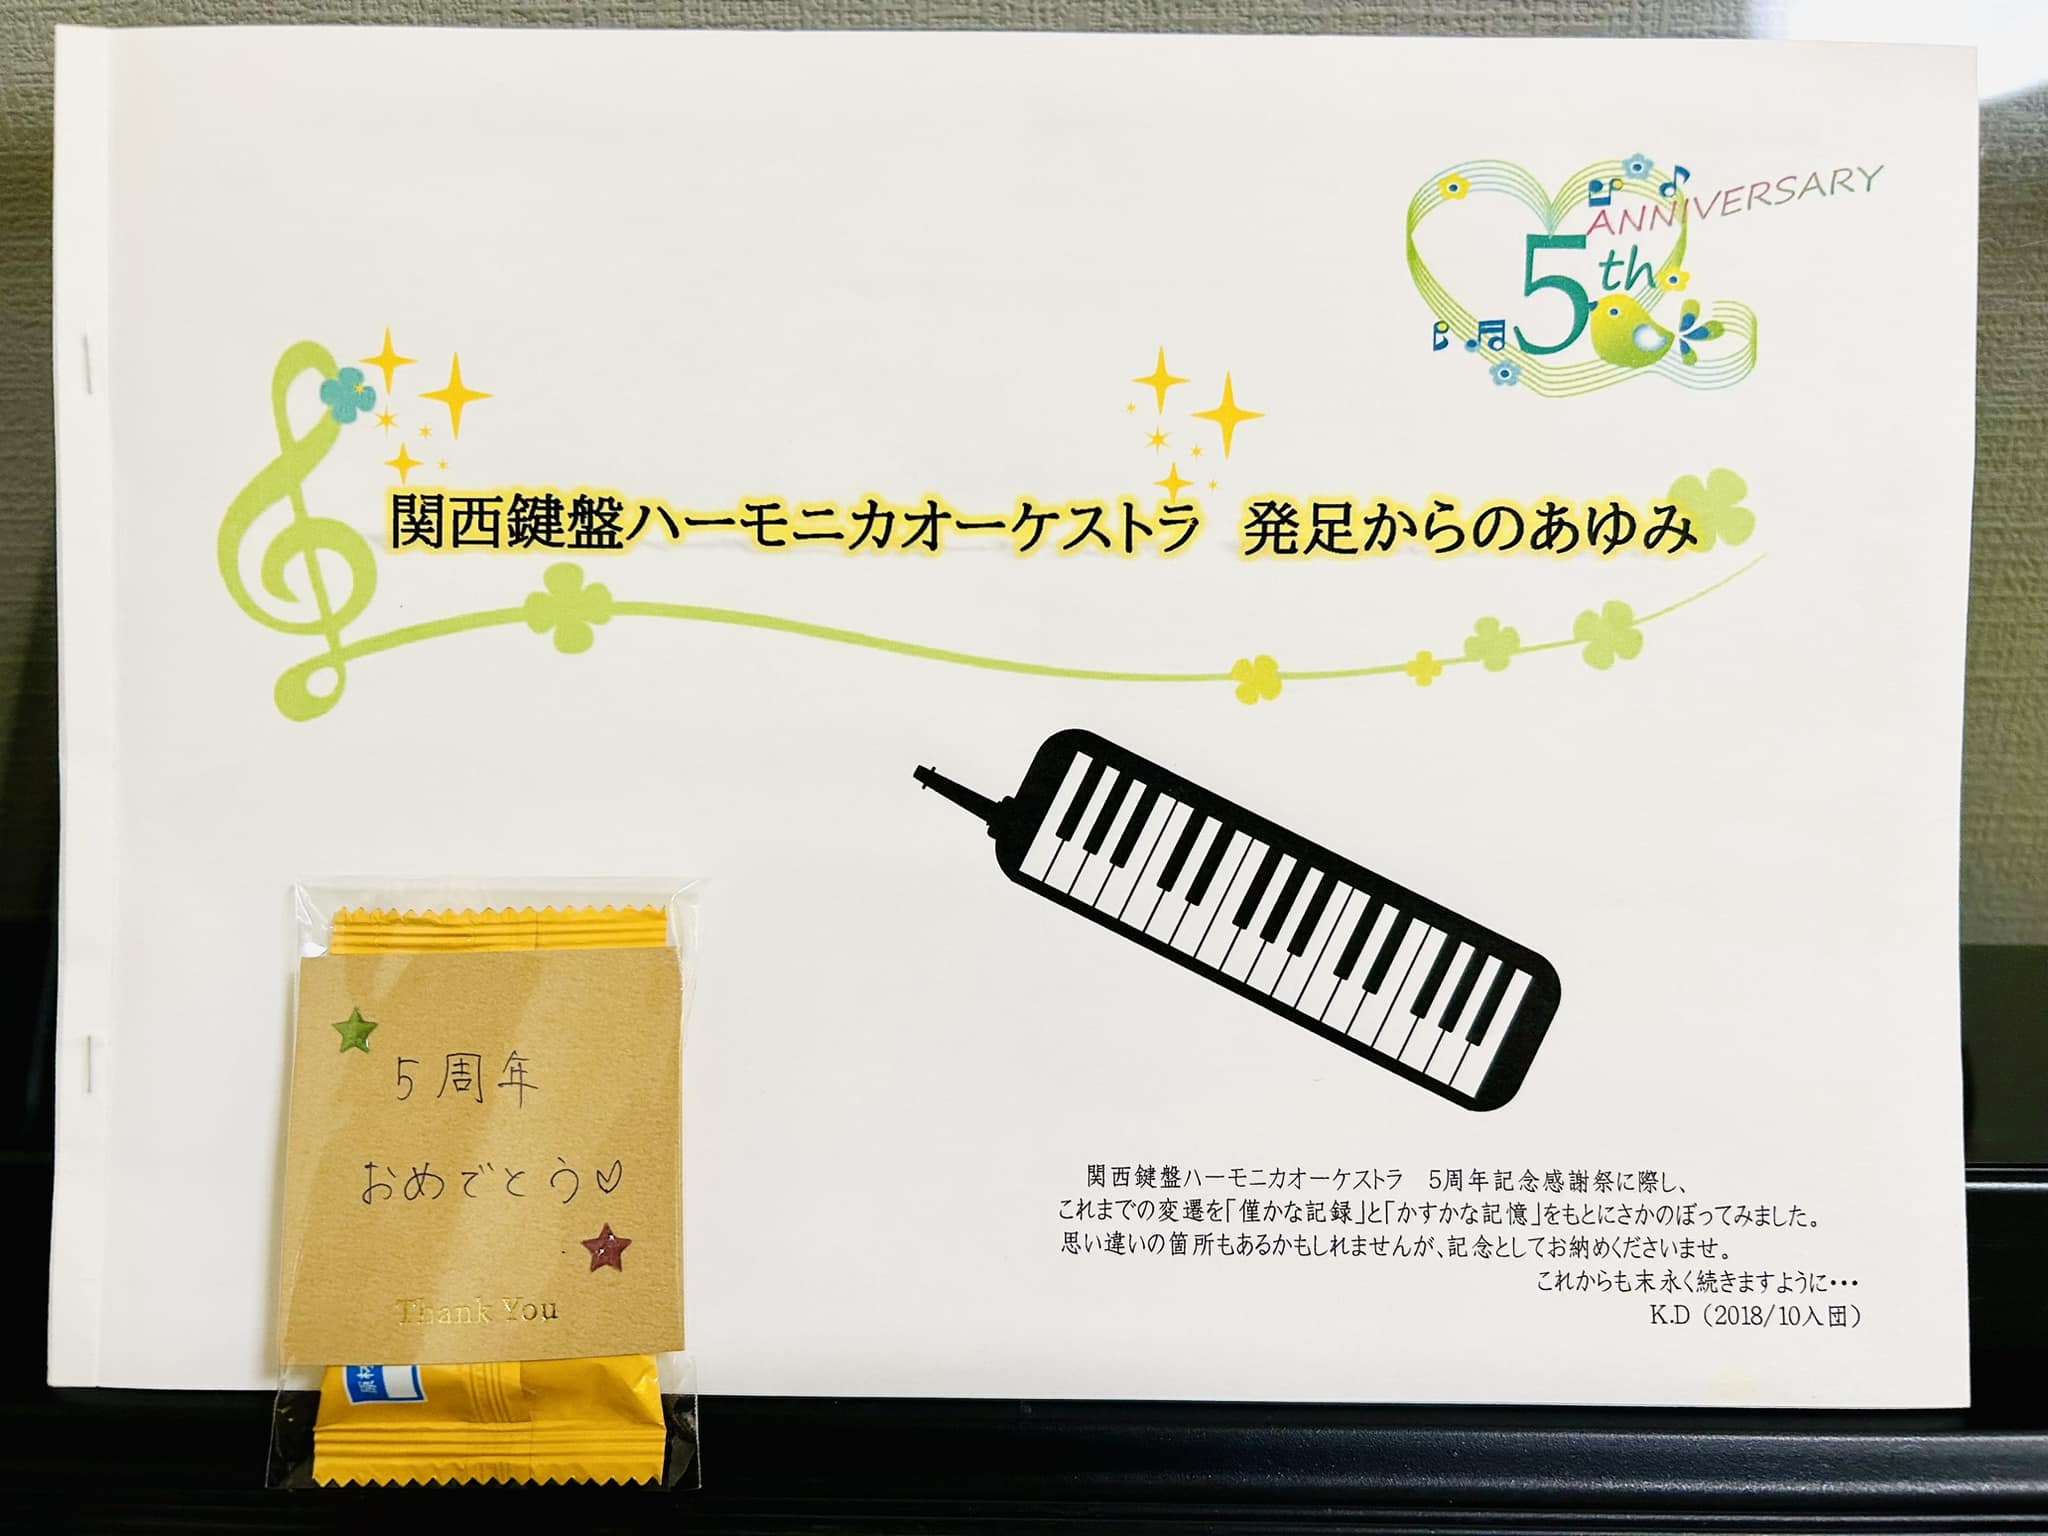 ANNIVERSARY
5th
関西鍵盤ハーモニカオーケストラ　発足からのあゆみ
5周年
おめでとう♡
Thank You
関西鍵盤ハーモニカオーケストラ　5周年記念感謝祭に際し、
これまでの変遷を「僅かな記録」と「かすかな記憶」をもとにさかのぼってみました。
思い違いの箇所もあるかもしれませんが、記念としてお納めくださいませ。
これからも末永く続きますように・・・
K.D（2018/10入団）